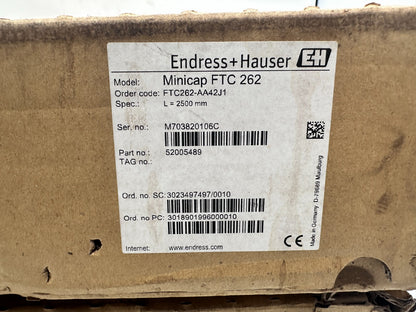 Endress+Hauser EH
Model: Minicap FTC 262
Order code: FTC262-AA42J1
Spec.: L = 2500 mm
Ser. no.: M703820106C
Part no.: 52005489
TAG no.:
Ord. no SC: 3023497497/0010
Ord. no PC: 3018901996000010
Internet: www.endress.com
Made in Germany D-79689 Maulburg
CE